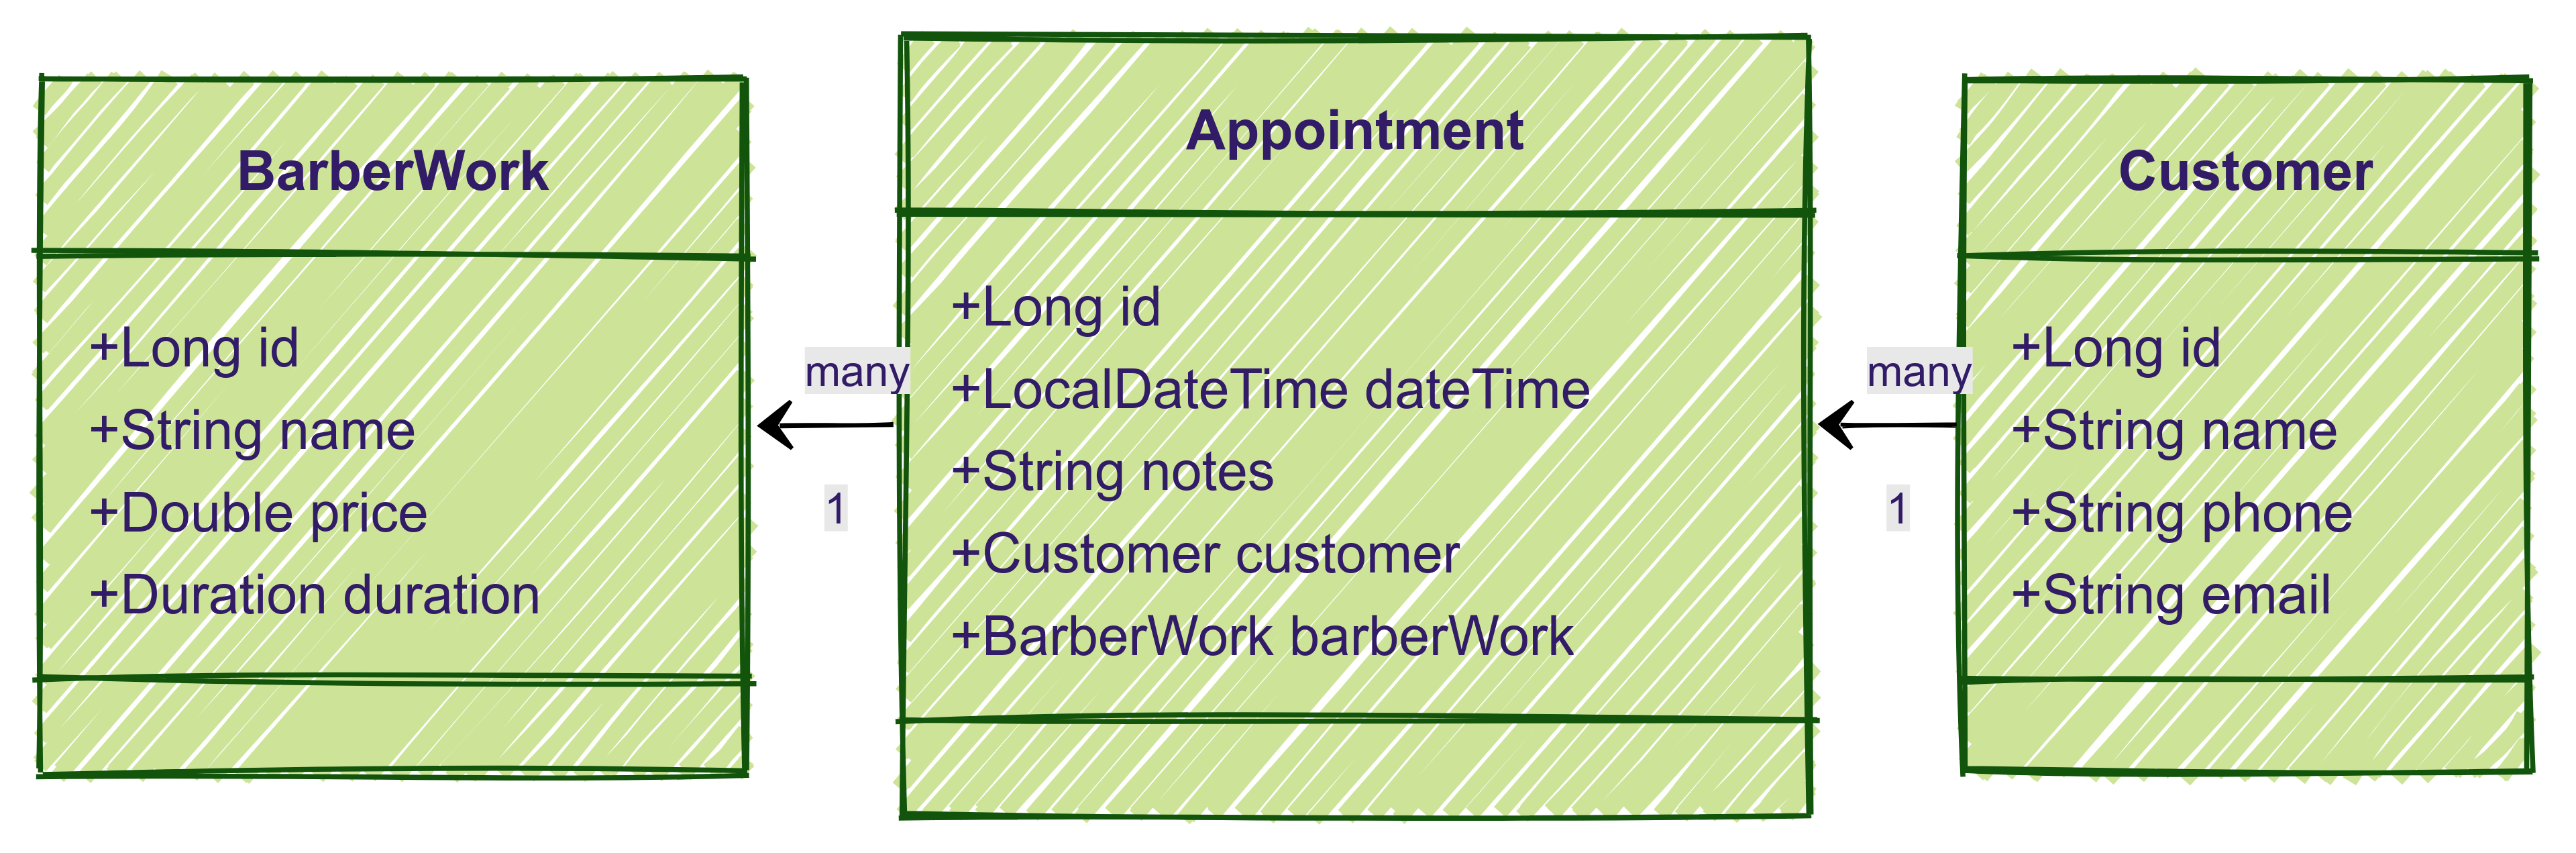 BarberWork
+Long id
+String name
+Double price
+Duration duration
many
1
Appointment
+Long id
+LocalDateTime dateTime
+String notes
+Customer customer
+BarberWork barberWork
many
1
Customer
+Long id
+String name
+String phone
+String email